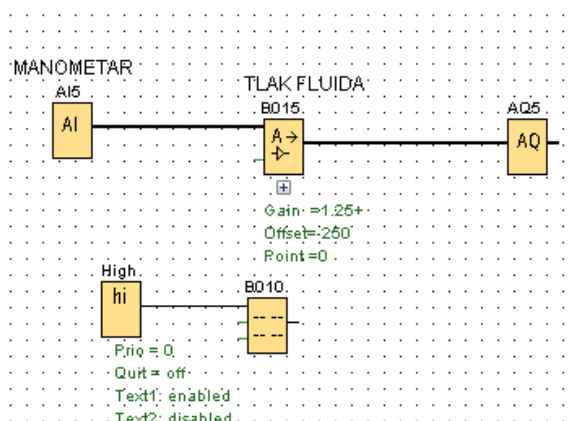 MANOMETAR
AI5
AI
TLAK FLUIDA
B015
A→
AQ5
AQ
Gain =1.25+
Offset=-250
Point=0
High
hi
B010
Prio = 0
Quit = off
Text1: enabled
Text2: disabled